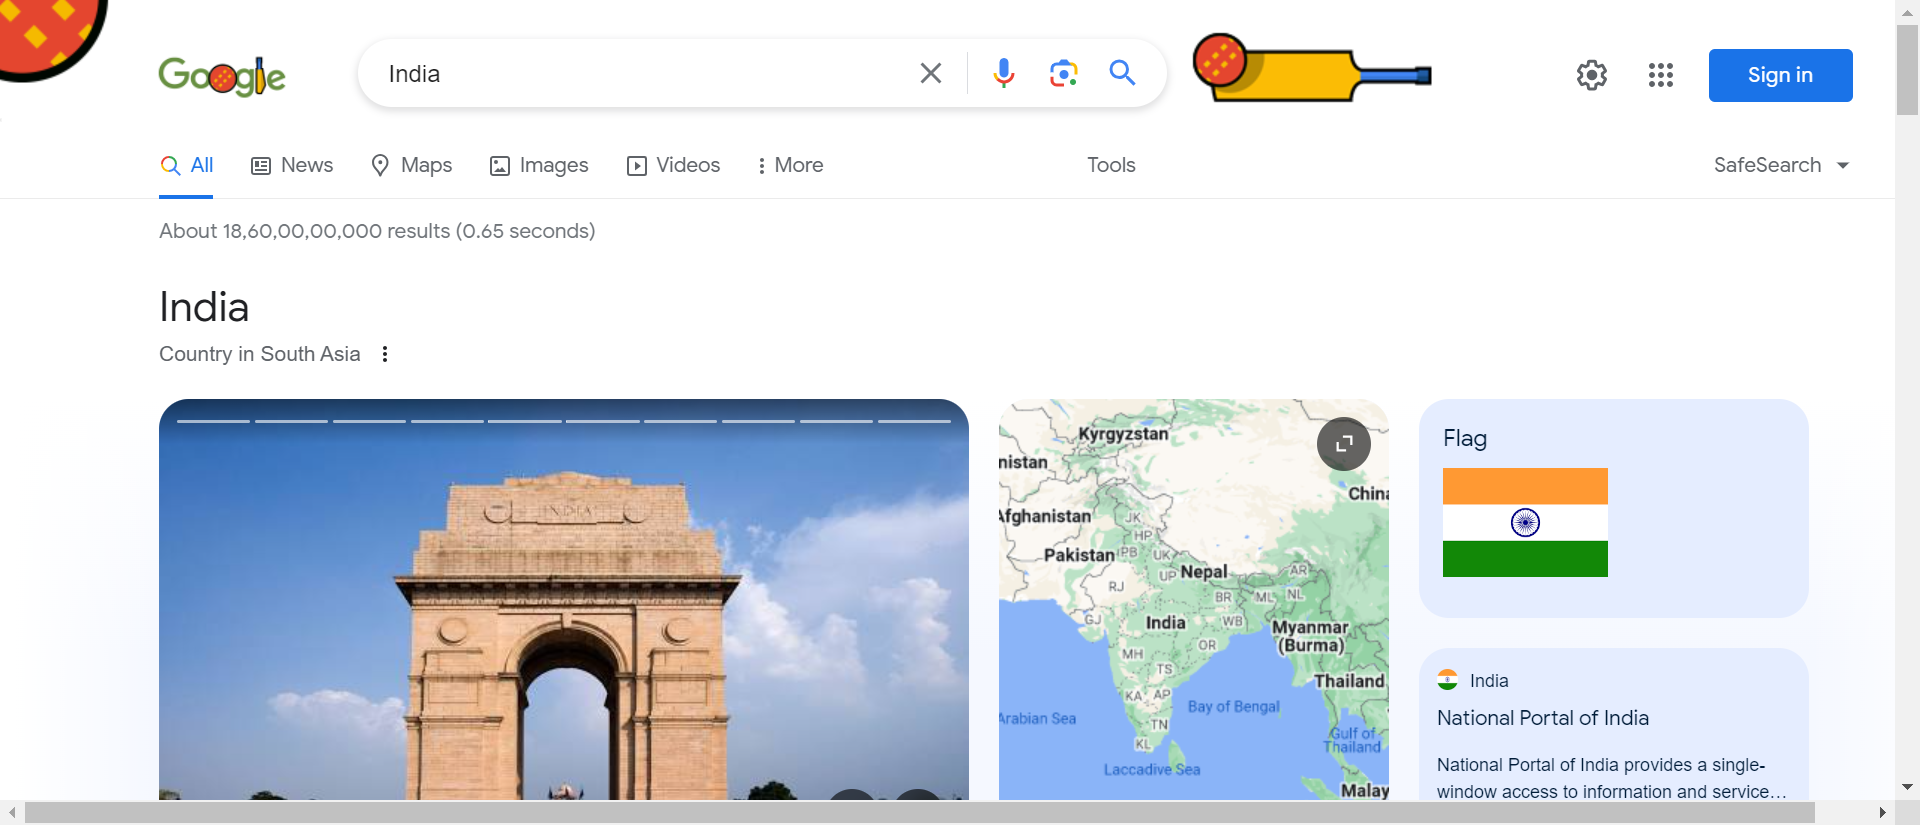 Google
India
Sign in
All
News
Maps
Images
Videos
More
Tools
SafeSearch
About 18,60,00,00,000 results (0.65 seconds)
India
Country in South Asia
INDIA
Kyrgyzstan
nistan
China
Afghanistan
JK
HP
Pakistan
PB
UK
RJ
UP
Nepal
AR
BR
ML
NL
GJ
India
WB
Myanmar
(Burma)
MH
OR
TS
Thailand
KA
AP
Bay of Bengal
Arabian Sea
TN
KL
Gulf of
Thailand
Laccadive Sea
Malay
Flag
India
National Portal of India
National Portal of India provides a single-
window access to information and service...